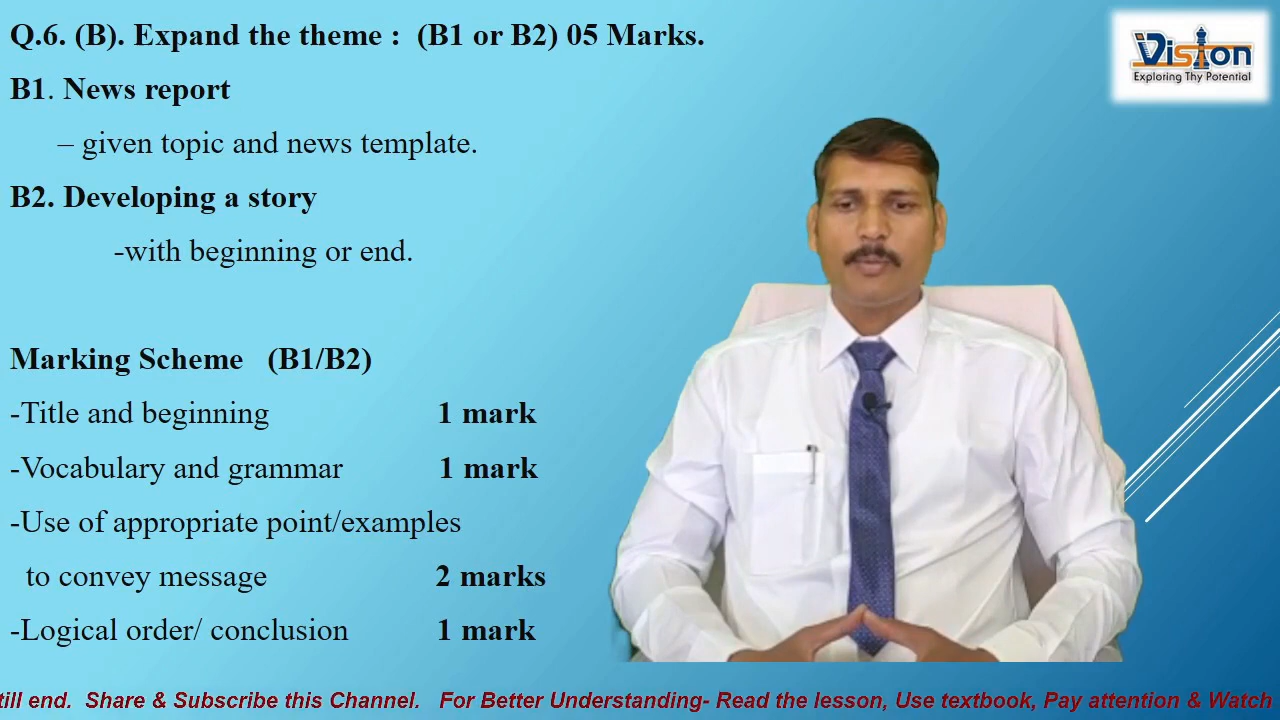 Q.6. (B). Expand the theme :  (B1 or B2) 05 Marks.
B1. News report
– given topic and news template.
B2. Developing a story
-with beginning or end.
Marking Scheme   (B1/B2)
-Title and beginning 1 mark
-Vocabulary and grammar 1 mark
-Use of appropriate point/examples
to convey message 2 marks
-Logical order/ conclusion 1 mark
Vision
Exploring Thy Potential
till end.  Share & Subscribe this Channel.   For Better Understanding- Read the lesson, Use textbook, Pay attention & Watch